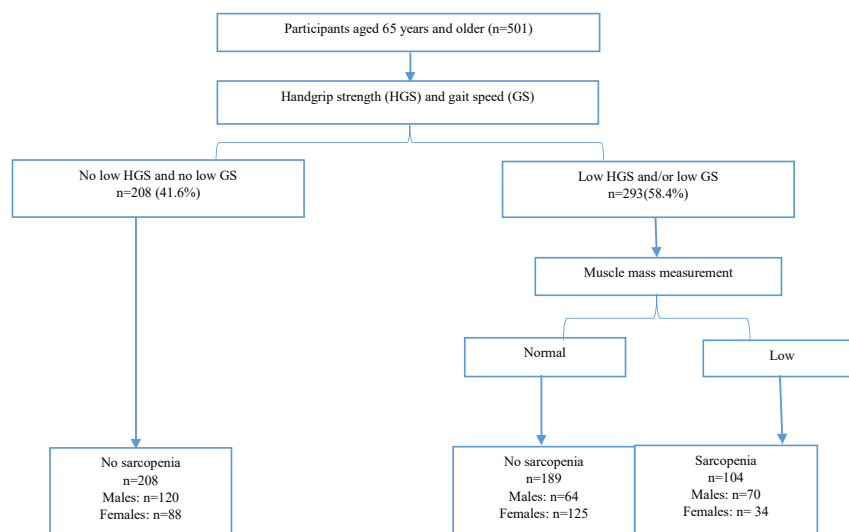 Participants aged 65 years and older (n=501)
Handgrip strength (HGS) and gait speed (GS)
No low HGS and no low GS
n=208 (41.6%)
Low HGS and/or low GS
n=293(58.4%)
Muscle mass measurement
Normal
Low
No sarcopenia
n=208
Males: n=120
Females: n=88
No sarcopenia
n=189
Males: n=64
Females: n=125
Sarcopenia
n=104
Males: n=70
Females: n= 34